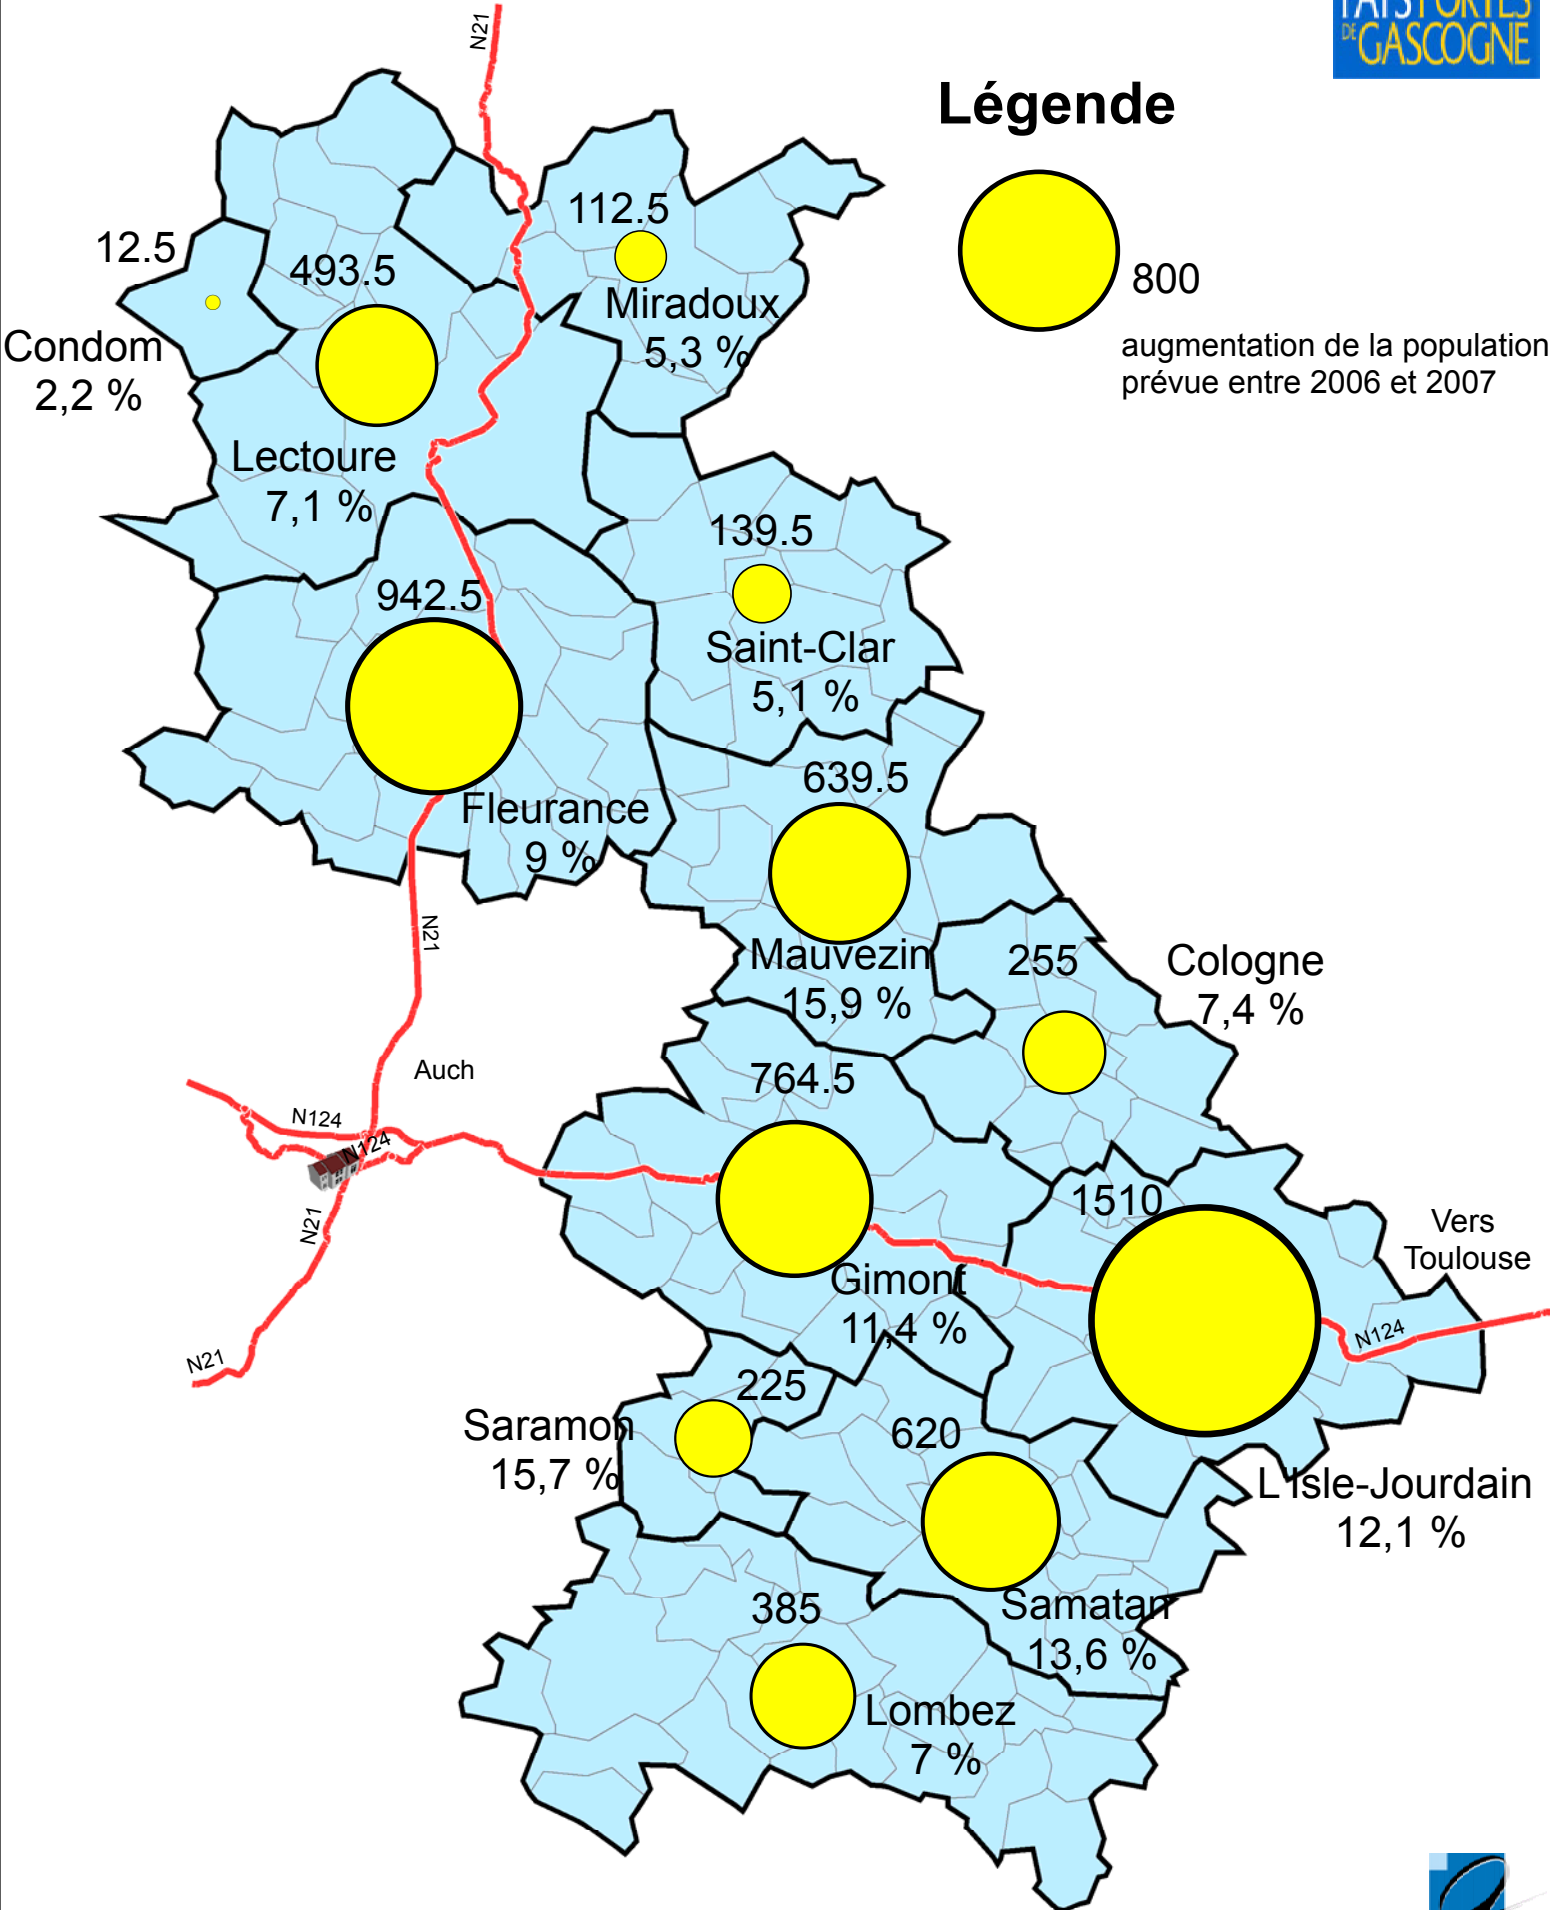 PAYS PORTES
DE GASCOGNE
Légende
800
augmentation de la population
prévue entre 2006 et 2007
N21
112.5
Miradoux
5,3 %
12.5
Condom
2,2 %
493.5
Lectoure
7,1 %
139.5
Saint-Clar
5,1 %
942.5
Fleurance
9 %
639.5
Mauvezin
15,9 %
N21
255
Cologne
7,4 %
Auch
N124
N124
N21
N21
764.5
Gimont
11,4 %
1510
L'Isle-Jourdain
12,1 %
Vers
Toulouse
N124
225
Saramon
15,7 %
620
Samatan
13,6 %
385
Lombez
7 %